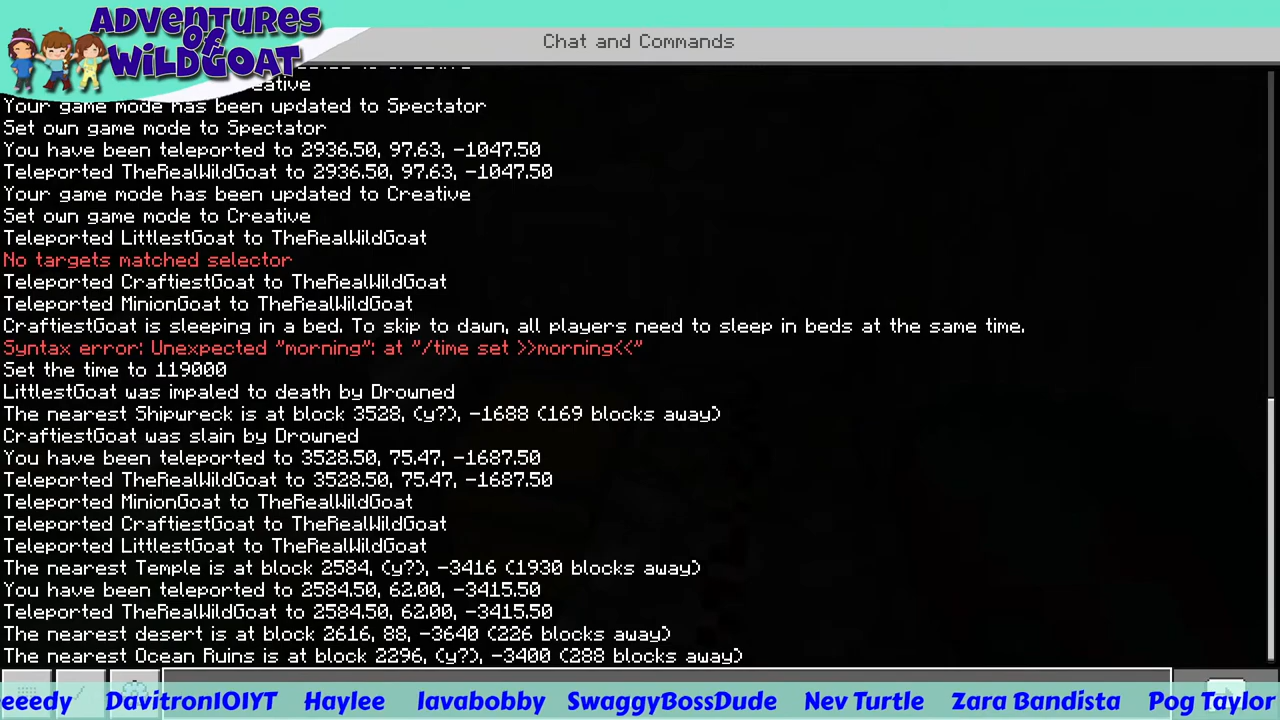 ADVENTURES
OF
WILDGOAT
Chat and Commands
eative
Your game mode has been updated to Spectator
Set own game mode to Spectator
You have been teleported to 2936.50, 97.63, -1047.50
Teleported TheRealWildGoat to 2936.50, 97.63, -1047.50
Your game mode has been updated to Creative
Set own game mode to Creative
Teleported LittlestGoat to TheRealWildGoat
No targets matched selector
Teleported CraftiestGoat to TheRealWildGoat
Teleported MinionGoat to TheRealWildGoat
CraftiestGoat is sleeping in a bed. To skip to dawn, all players need to sleep in beds at the same time.
Syntax error: Unexpected "morning": at "/time set >>morning<<"
Set the time to 119000
LittlestGoat was impaled to death by Drowned
The nearest Shipwreck is at block 3528, (y?), -1688 (169 blocks away)
CraftiestGoat was slain by Drowned
You have been teleported to 3528.50, 75.47, -1687.50
Teleported TheRealWildGoat to 3528.50, 75.47, -1687.50
Teleported MinionGoat to TheRealWildGoat
Teleported CraftiestGoat to TheRealWildGoat
Teleported LittlestGoat to TheRealWildGoat
The nearest Temple is at block 2584, (y?), -3416 (1930 blocks away)
You have been teleported to 2584.50, 62.00, -3415.50
Teleported TheRealWildGoat to 2584.50, 62.00, -3415.50
The nearest desert is at block 2616, 88, -3640 (226 blocks away)
The nearest Ocean Ruins is at block 2296, (y?), -3400 (288 blocks away)
eeedy Davitron101YT Haylee lavabobby SwaggyBossDude Nev Turtle Zara Bandista Pog Taylor